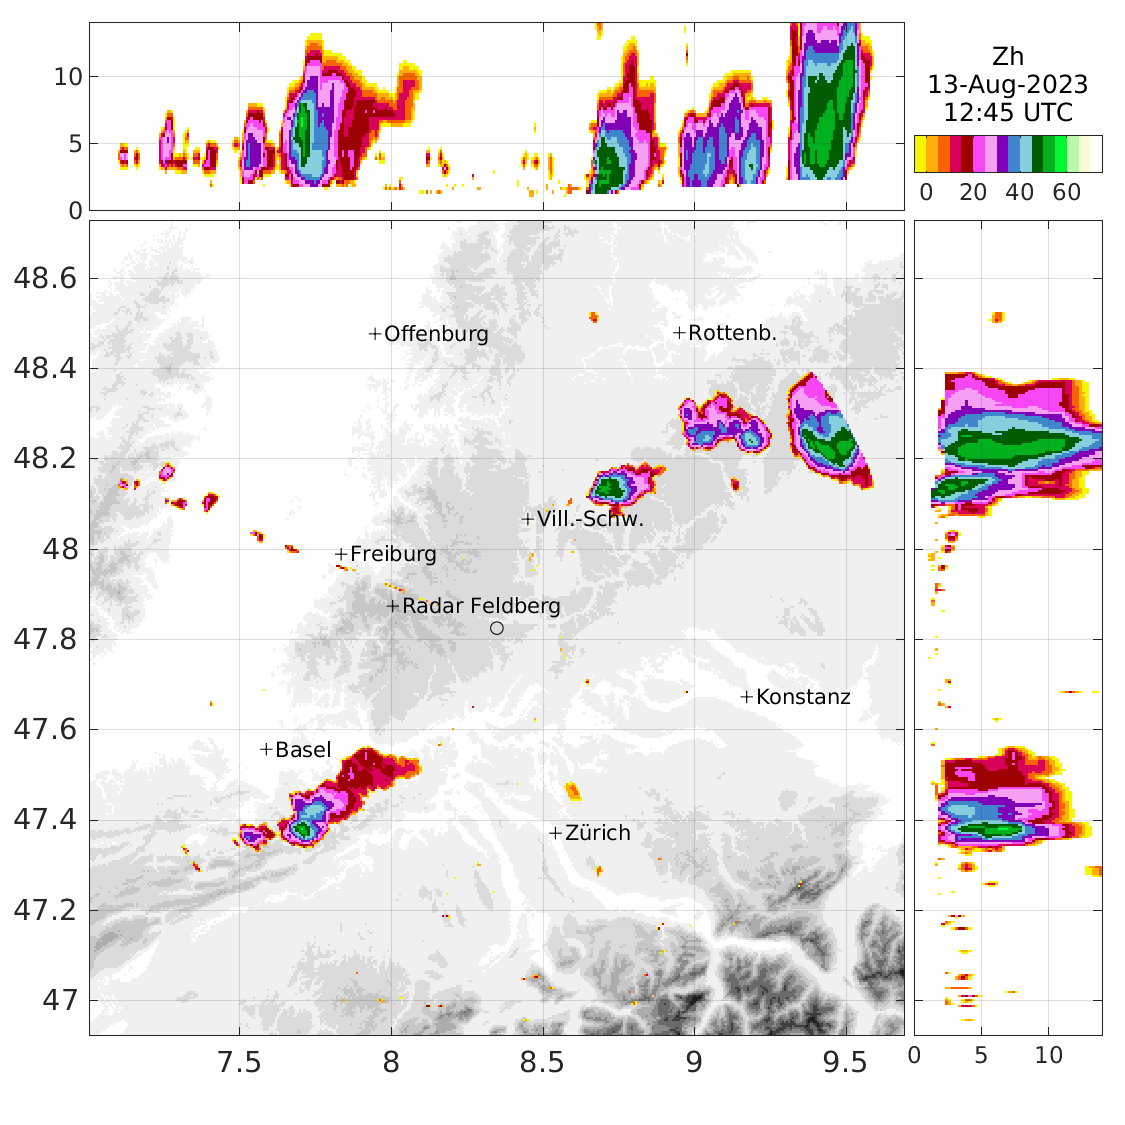 10
5
0
Zh
13-Aug-2023
12:45 UTC
0 20 40 60
48.6
48.4
48.2
48
47.8
47.6
47.4
47.2
47
+Offenburg
+Rottenb.
+Vill.-Schw.
+Freiburg
+Radar Feldberg
+Konstanz
+Basel
+Zürich
7.5 8 8.5 9 9.5
0 5 10